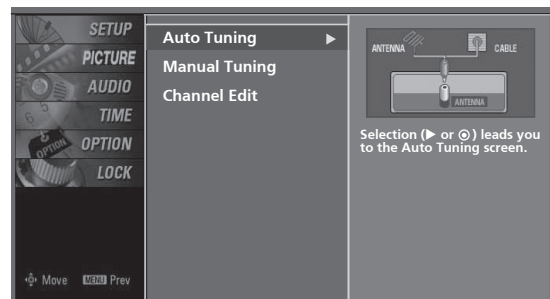 SETUP
PICTURE
AUDIO
TIME
OPTION
LOCK
Move MENU Prev
Auto Tuning ▶
Manual Tuning
Channel Edit
ANTENNA
CABLE
ANTENNA
Selection (▶ or ⊙) leads you
to the Auto Tuning screen.